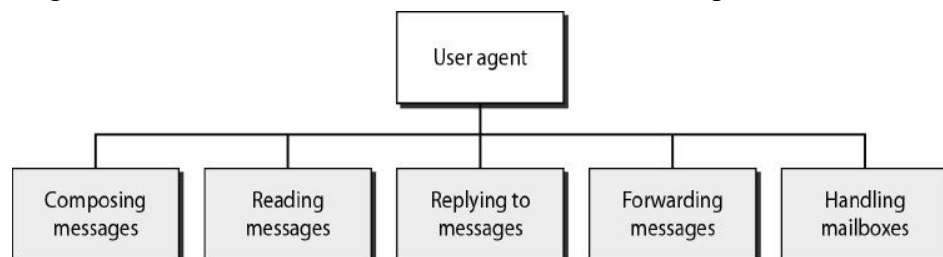 User agent
Composing
messages
Reading
messages
Replying to
messages
Forwarding
messages
Handling
mailboxes